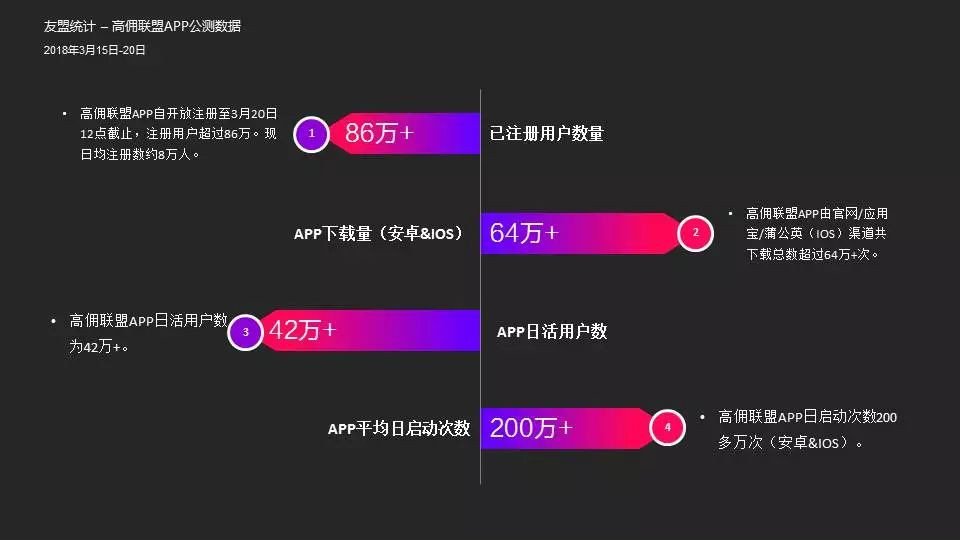 友盟统计 – 高佣联盟APP公测数据
2018年3月15日-20日
• 高佣联盟APP自开放注册至3月20日
12点截止，注册用户超过86万。现
日均注册数约8万人。
1
86万+
已注册用户数量
APP下载量（安卓&IOS）
64万+
2
• 高佣联盟APP由官网/应用
宝/蒲公英（IOS）渠道共
下载总数超过64万+次。
• 高佣联盟APP日活用户数
为42万+。
3
42万+
APP日活用户数
APP平均日启动次数
200万+
4
• 高佣联盟APP日启动次数200
多万次（安卓&IOS）。